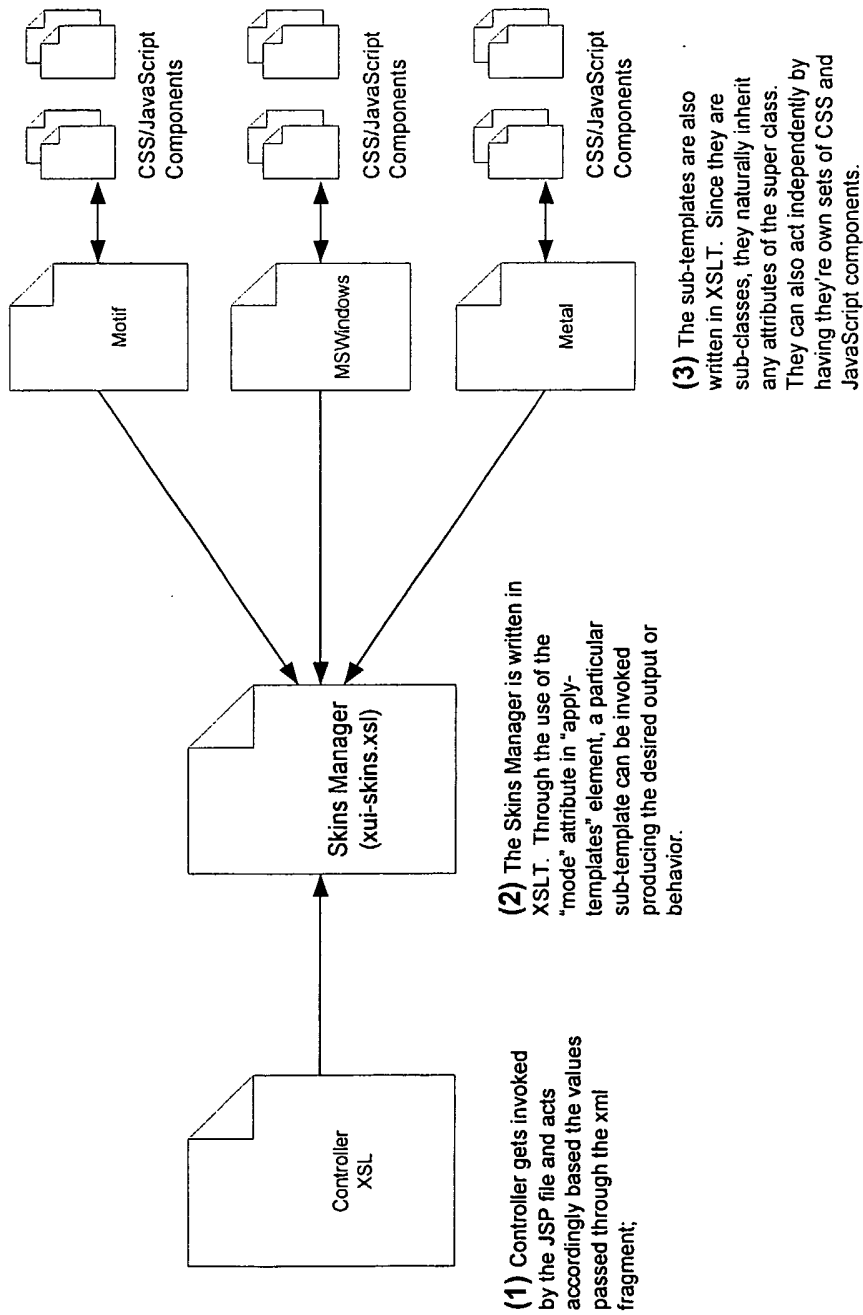 Controller
XSL
(1) Controller gets invoked
by the JSP file and acts
accordingly based the values
passed through the xml
fragment;
Skins Manager
(xui-skins.xsl)
(2) The Skins Manager is written in
XSLT. Through the use of the
"mode" attribute in "apply-
templates" element, a particular
sub-template can be invoked
producing the desired output or
behavior.
Motif
CSS/JavaScript
Components
MSWindows
CSS/JavaScript
Components
Metal
CSS/JavaScript
Components
(3) The sub-templates are also
written in XSLT. Since they are
sub-classes, they naturally inherit
any attributes of the super class.
They can also act independently by
having they're own sets of CSS and
JavaScript components.